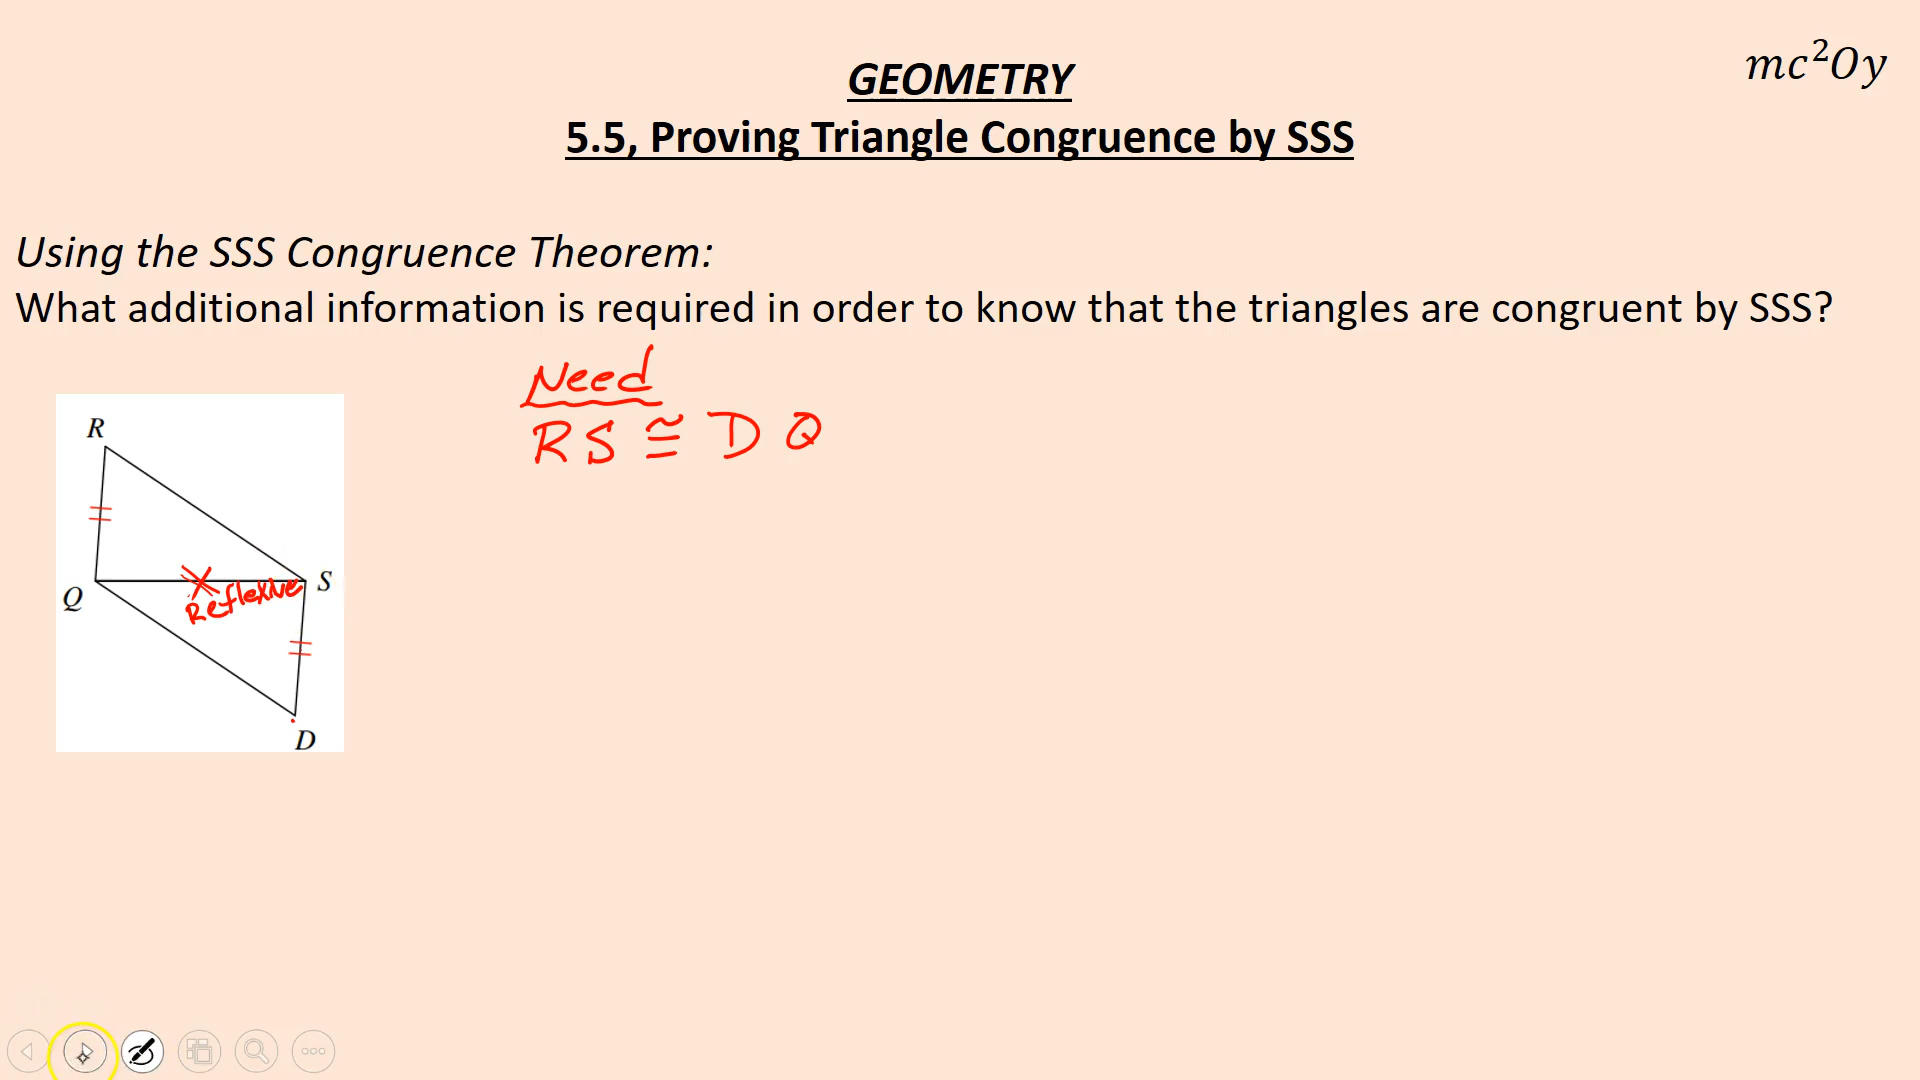 mc²Oy
GEOMETRY
5.5, Proving Triangle Congruence by SSS
Using the SSS Congruence Theorem:
What additional information is required in order to know that the triangles are congruent by SSS?
Need
RS ≅ DQ
R
S
Reflexive
Q
D